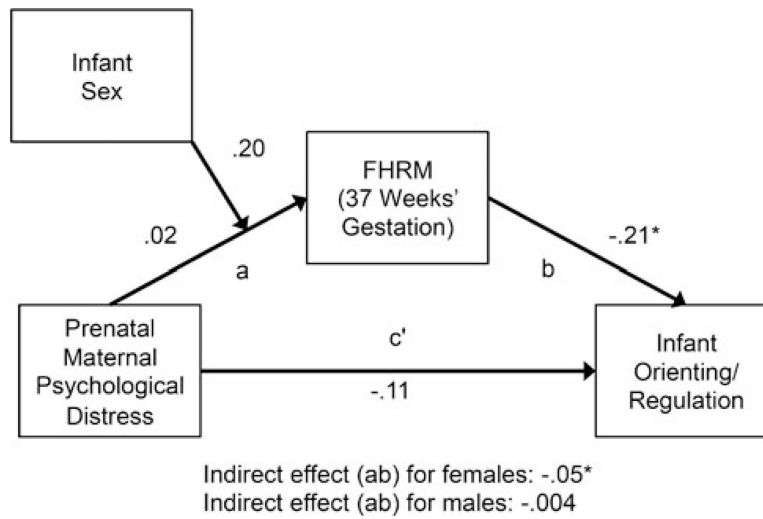 Infant
Sex
.20
FHRM
(37 Weeks'
Gestation)
.02
a
b
-.21*
Prenatal
Maternal
Psychological
Distress
c'
-.11
Infant
Orienting/
Regulation
Indirect effect (ab) for females: -.05*
Indirect effect (ab) for males: -.004